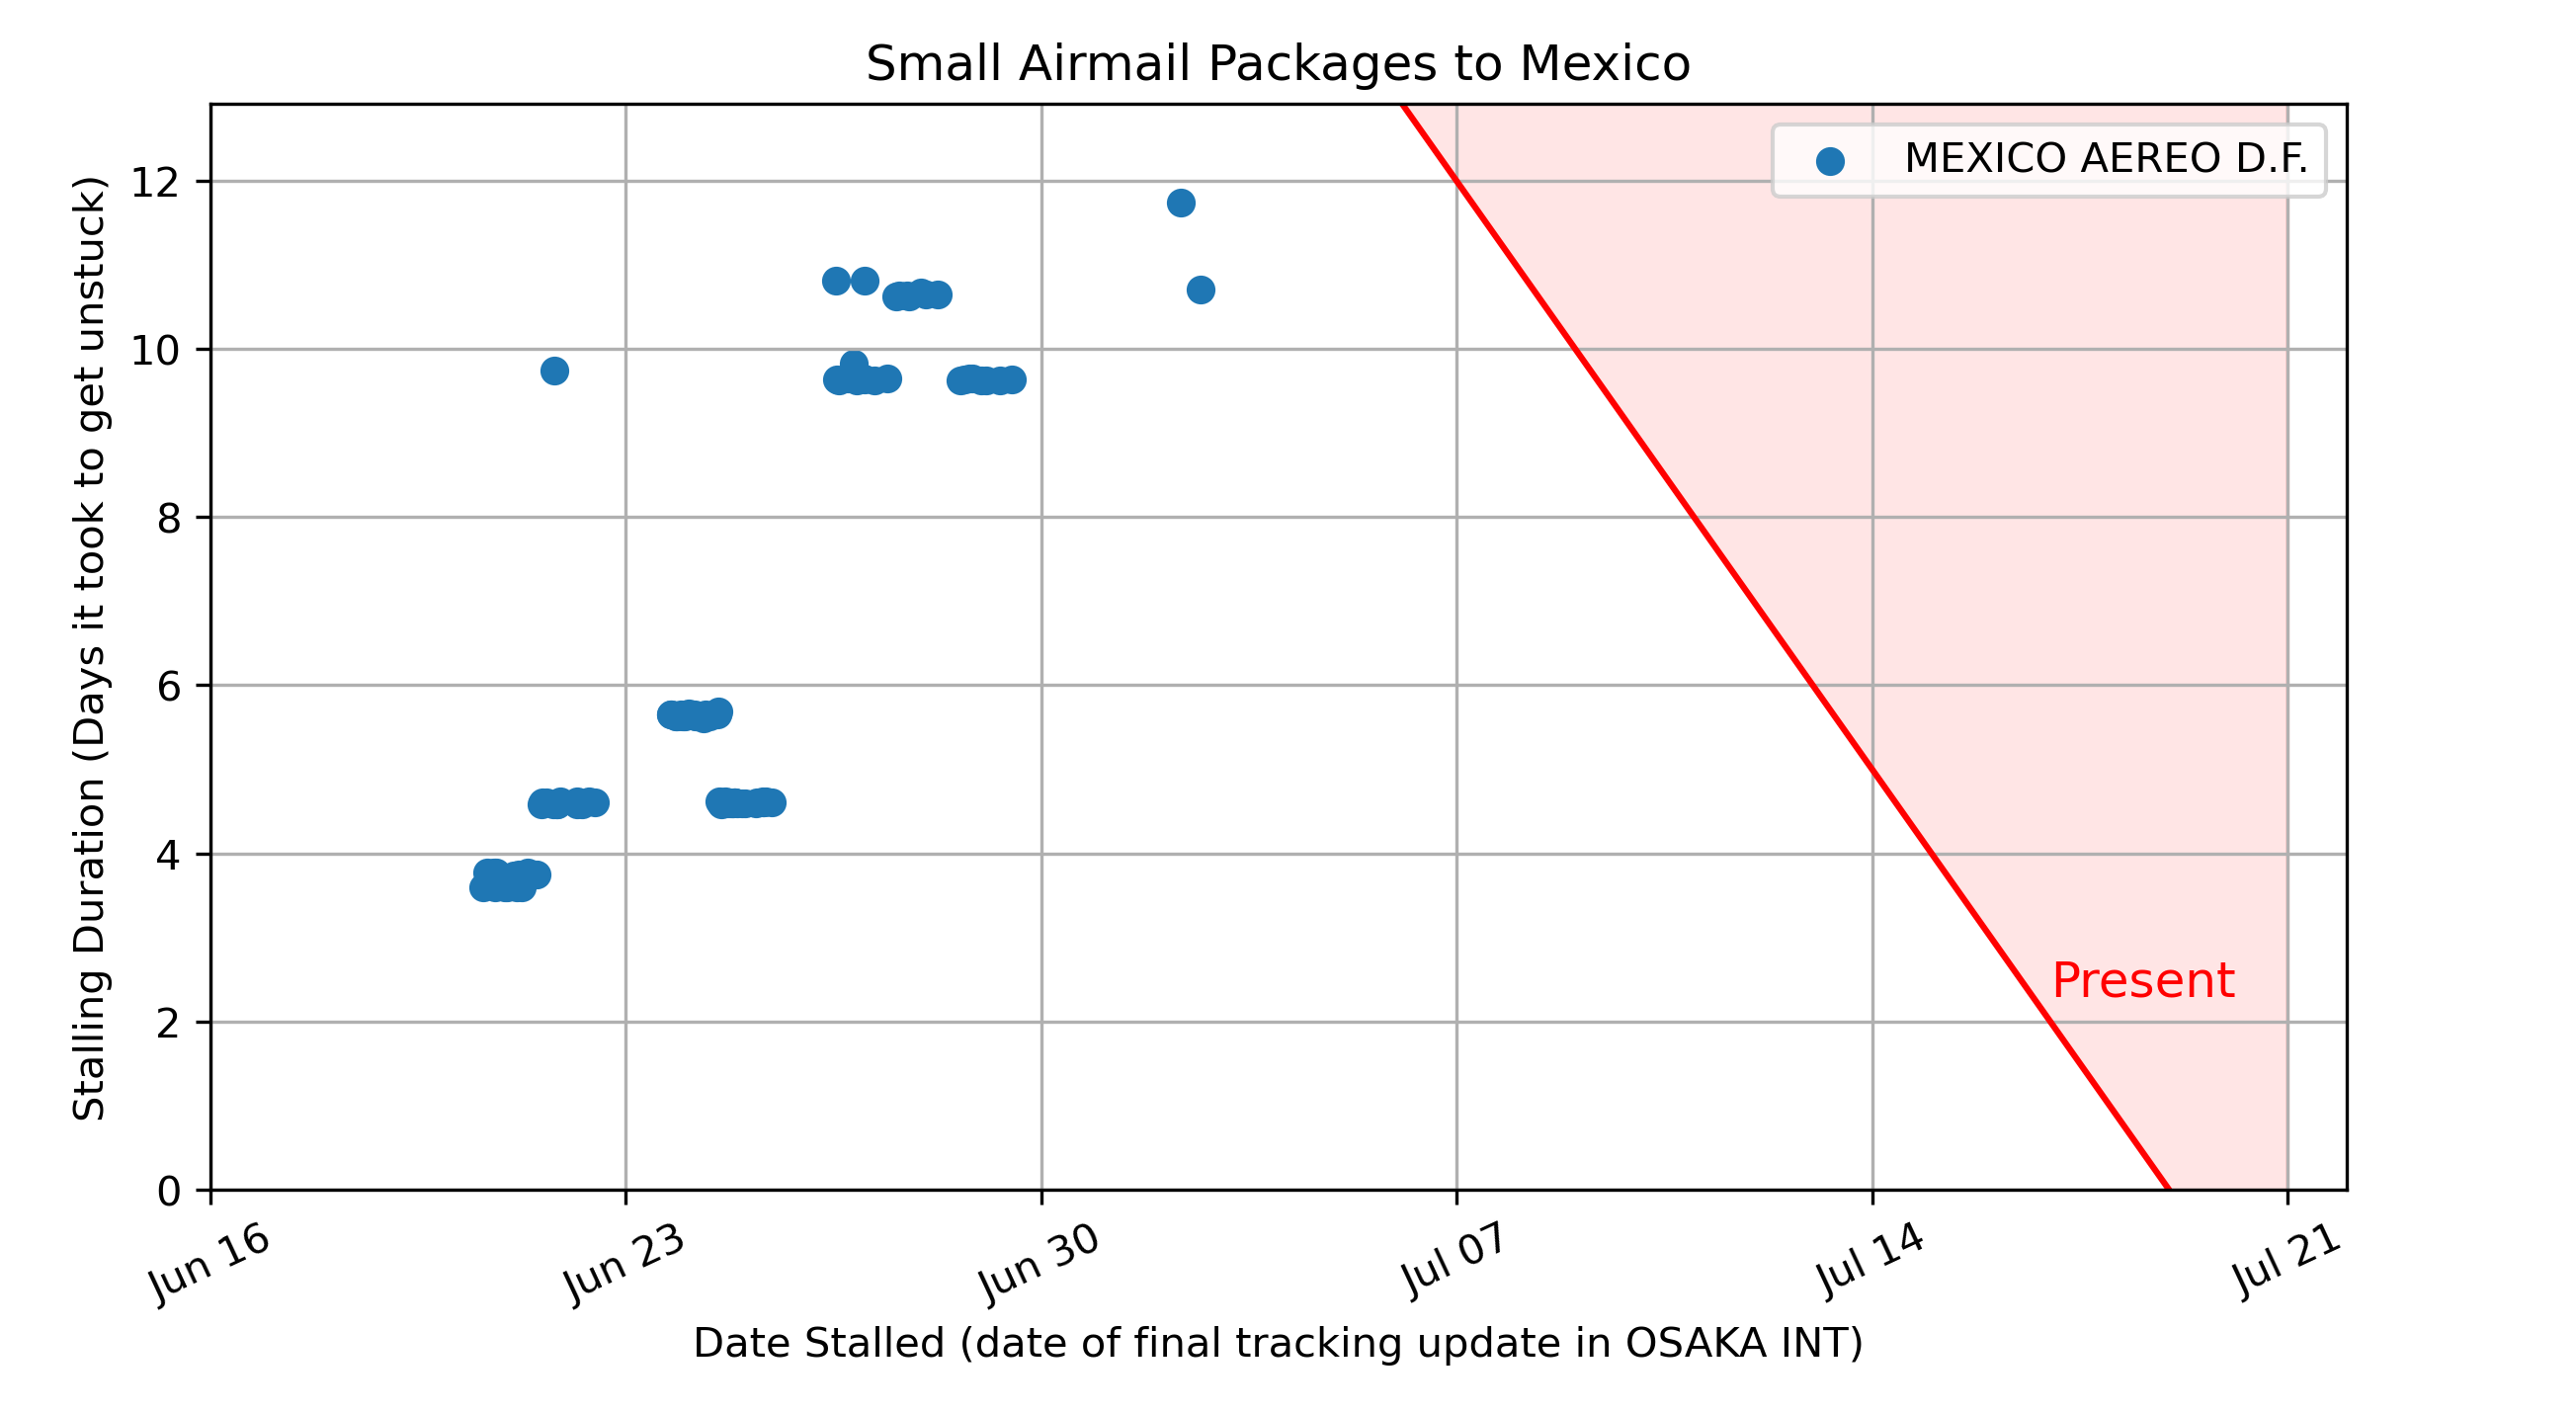 Small Airmail Packages to Mexico
MEXICO AEREO D.F.
Stalling Duration (Days it took to get unstuck)
12
10
8
6
4
2
0
Present
Jun 16
Jun 23
Jun 30
Jul 07
Jul 14
Jul 21
Date Stalled (date of final tracking update in OSAKA INT)